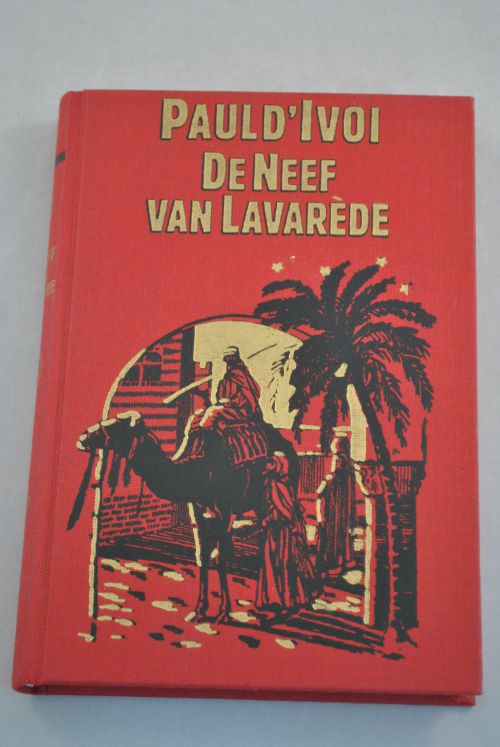 PAUL D'IVOI
DE NEEF
VAN LAVARÈDE